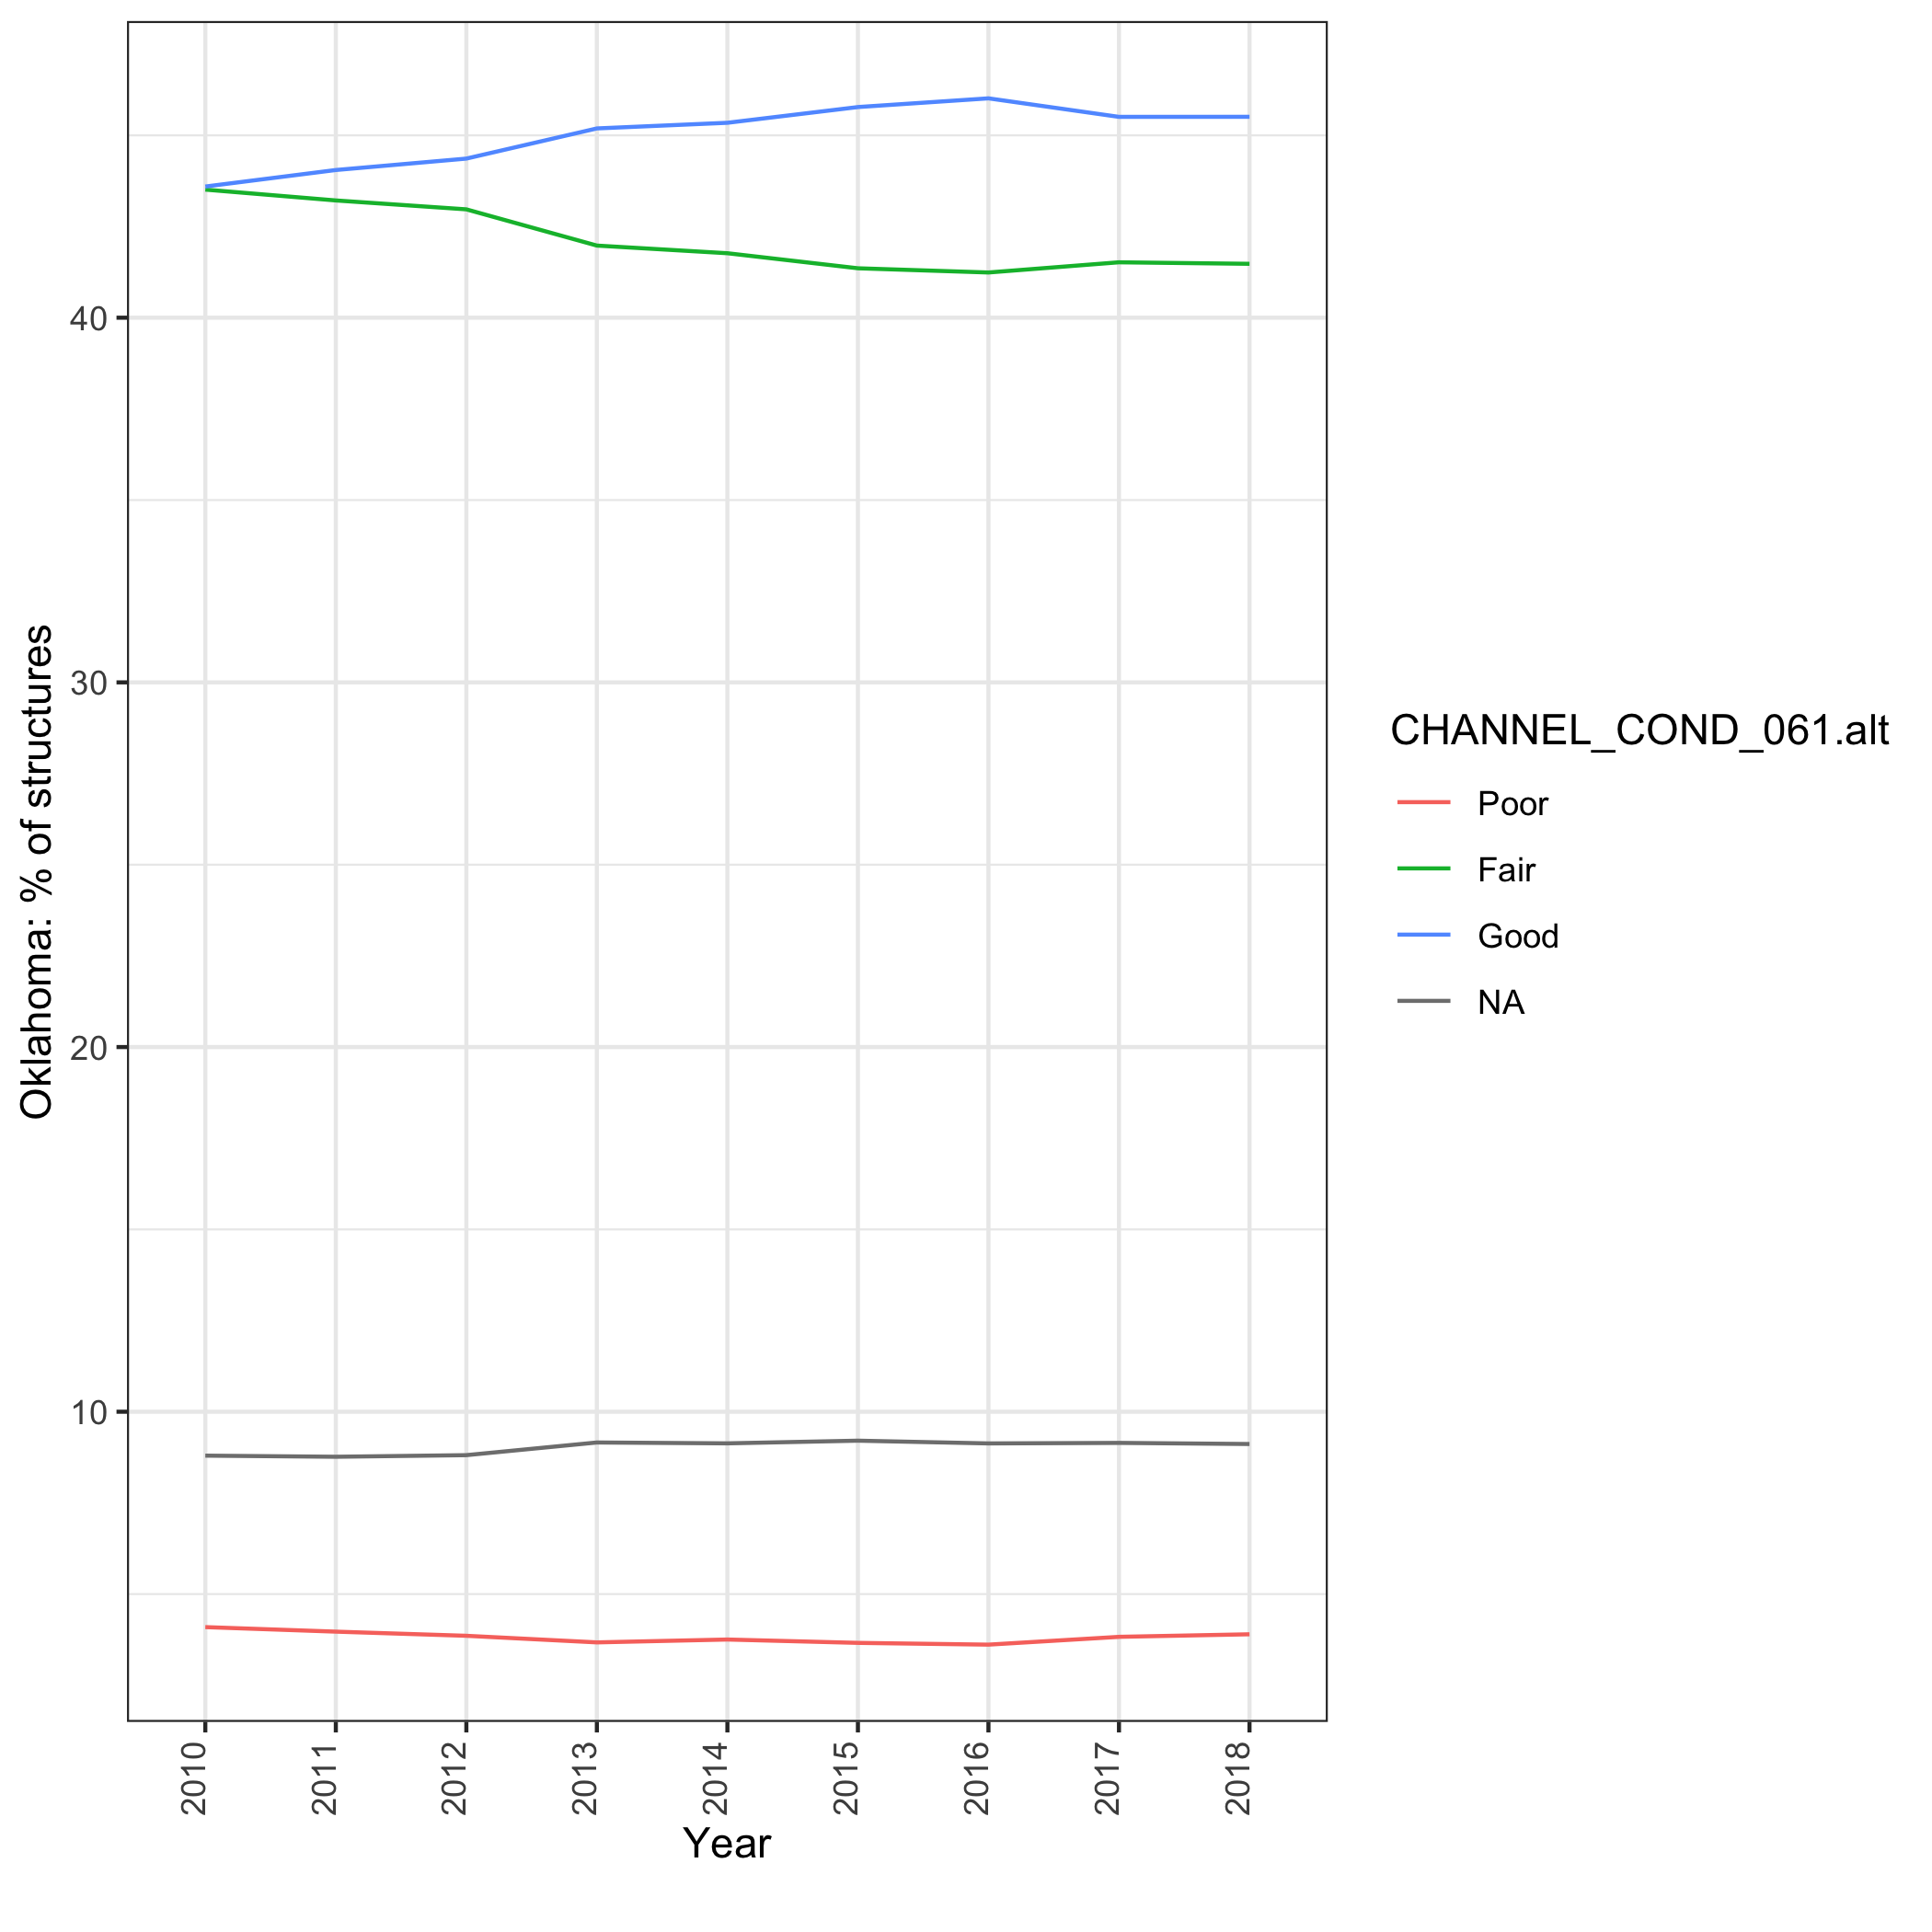 Oklahoma: % of structures
40
30
20
10
2010
2011
2012
2013
2014
2015
2016
2017
2018
Year
CHANNEL_COND_061.alt
Poor
Fair
Good
NA